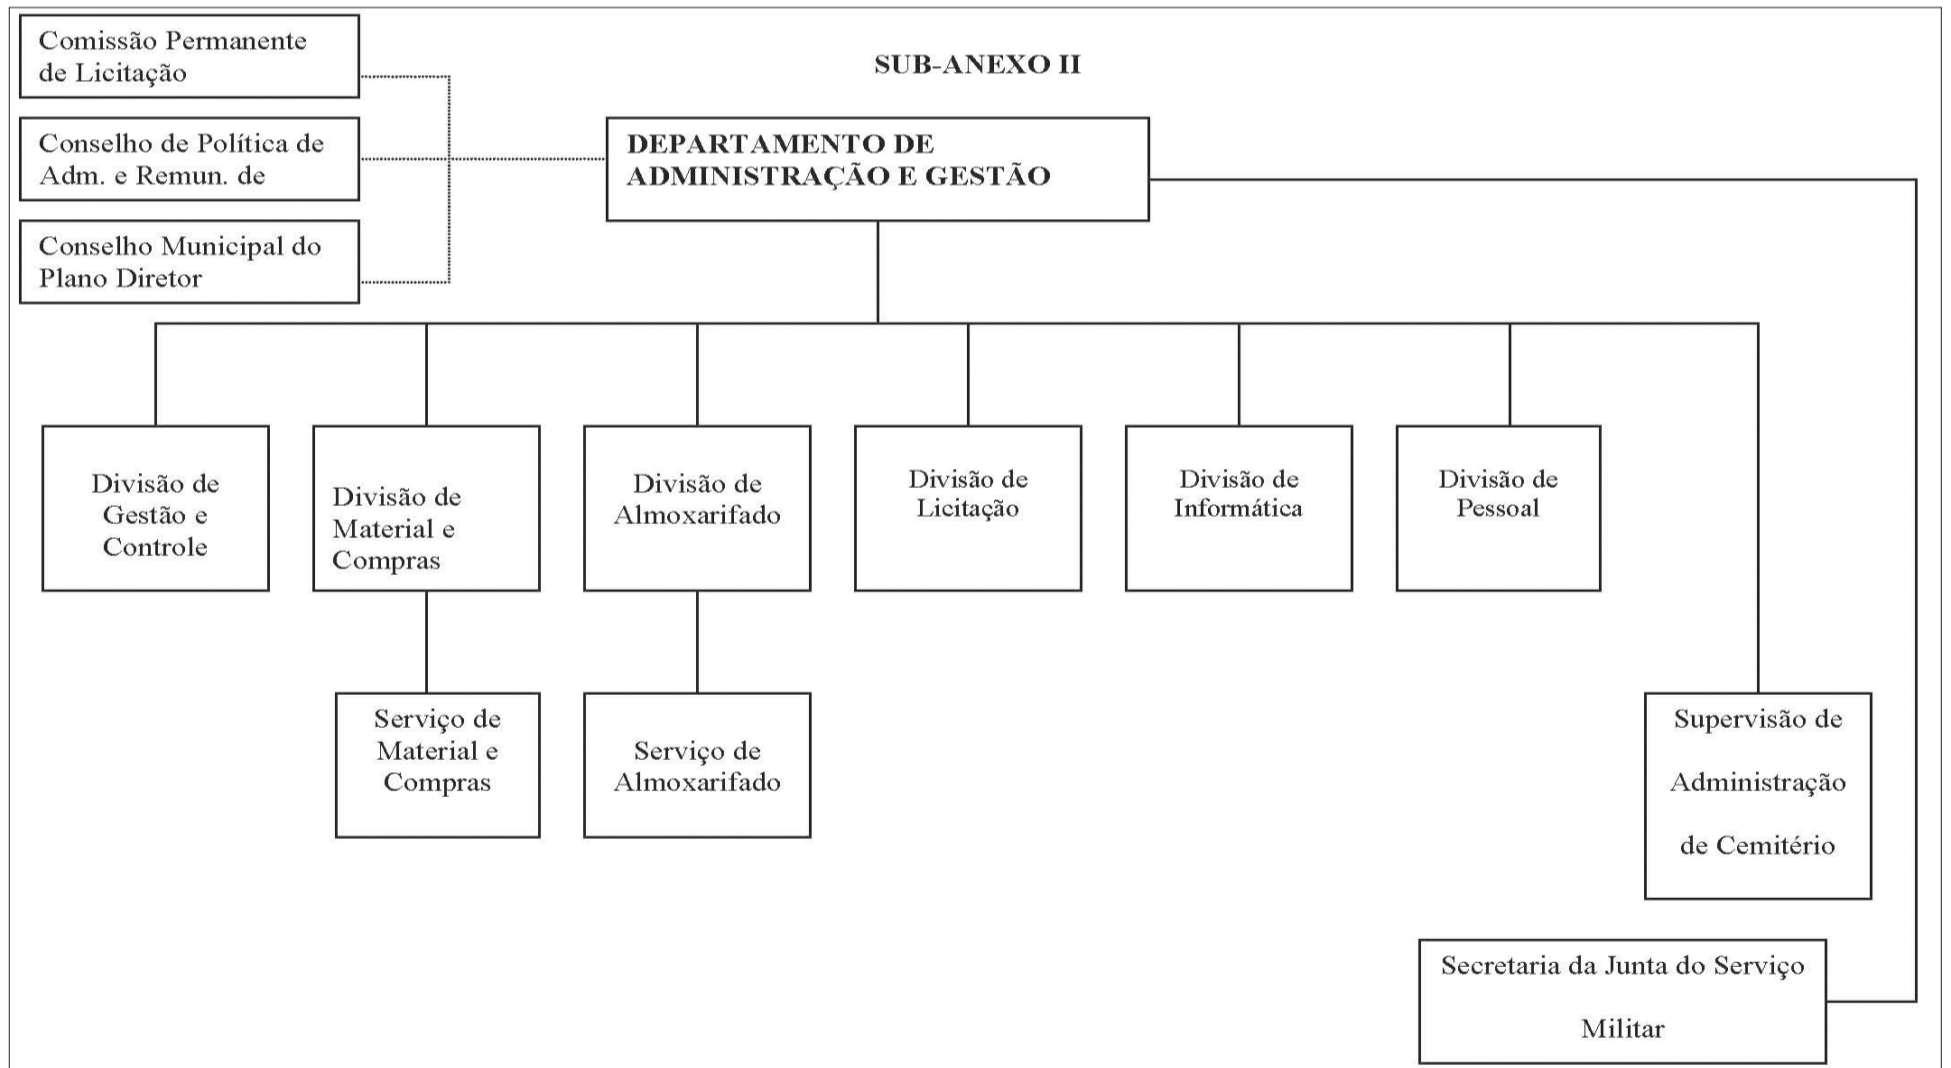 Comissão Permanente
de Licitação
SUB-ANEXO II
Conselho de Política de
Adm. e Remun. de
DEPARTAMENTO DE
ADMINISTRAÇÃO E GESTÃO
Conselho Municipal do
Plano Diretor
Divisão de
Gestão e
Controle
Divisão de
Material e
Compras
Divisão de
Almoxarifado
Divisão de
Licitação
Divisão de
Informática
Divisão de
Pessoal
Serviço de
Material e
Compras
Serviço de
Almoxarifado
Supervisão de
Administração
de Cemitério
Secretaria da Junta do Serviço
Militar